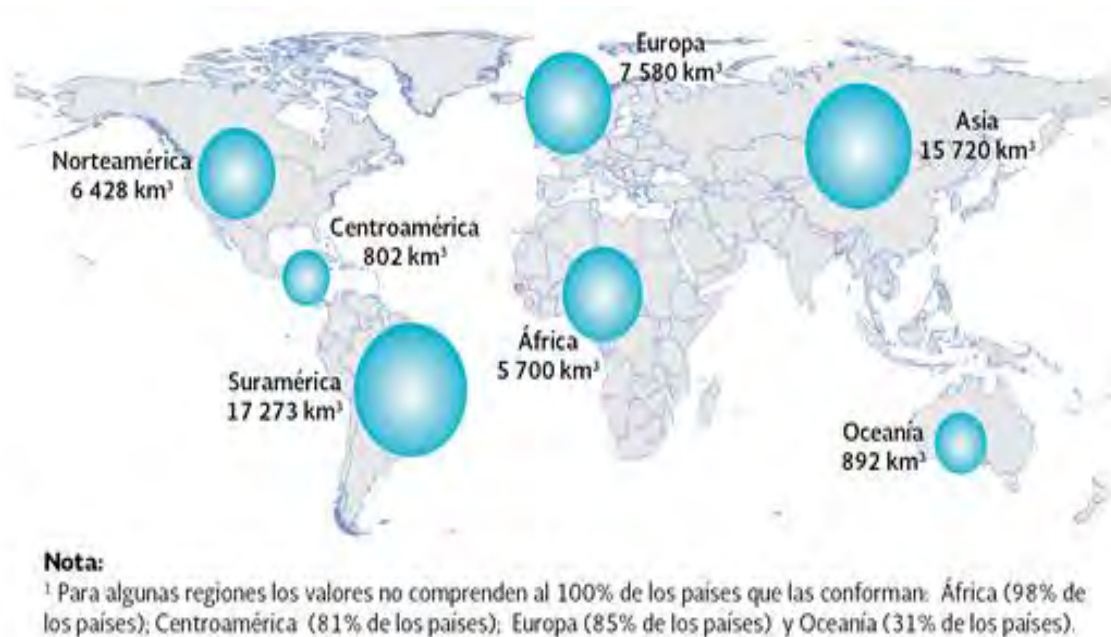 Europa
7 580 km³
Asia
15 720 km³
Norteamérica
6 428 km³
Centroamérica
802 km³
África
5 700 km³
Suramérica
17 273 km³
Oceanía
892 km³
Nota:
¹ Para algunas regiones los valores no comprenden al 100% de los países que las conforman: África (98% de
los países); Centroamérica (81% de los países); Europa (85% de los países) y Oceanía (31% de los países).